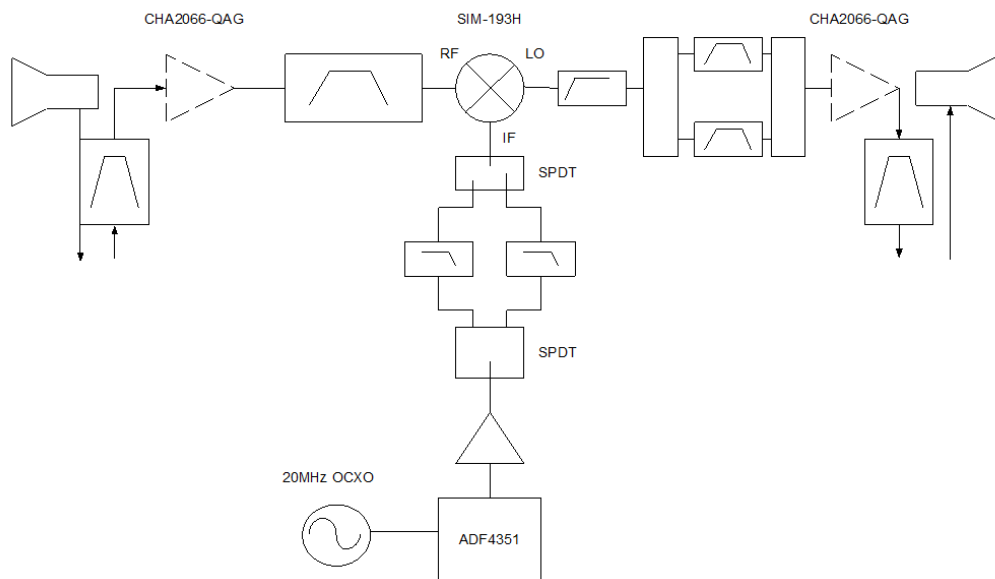 CHA2066-QAG
SIM-193H
CHA2066-QAG
RF
LO
IF
SPDT
SPDT
20MHz OCXO
ADF4351